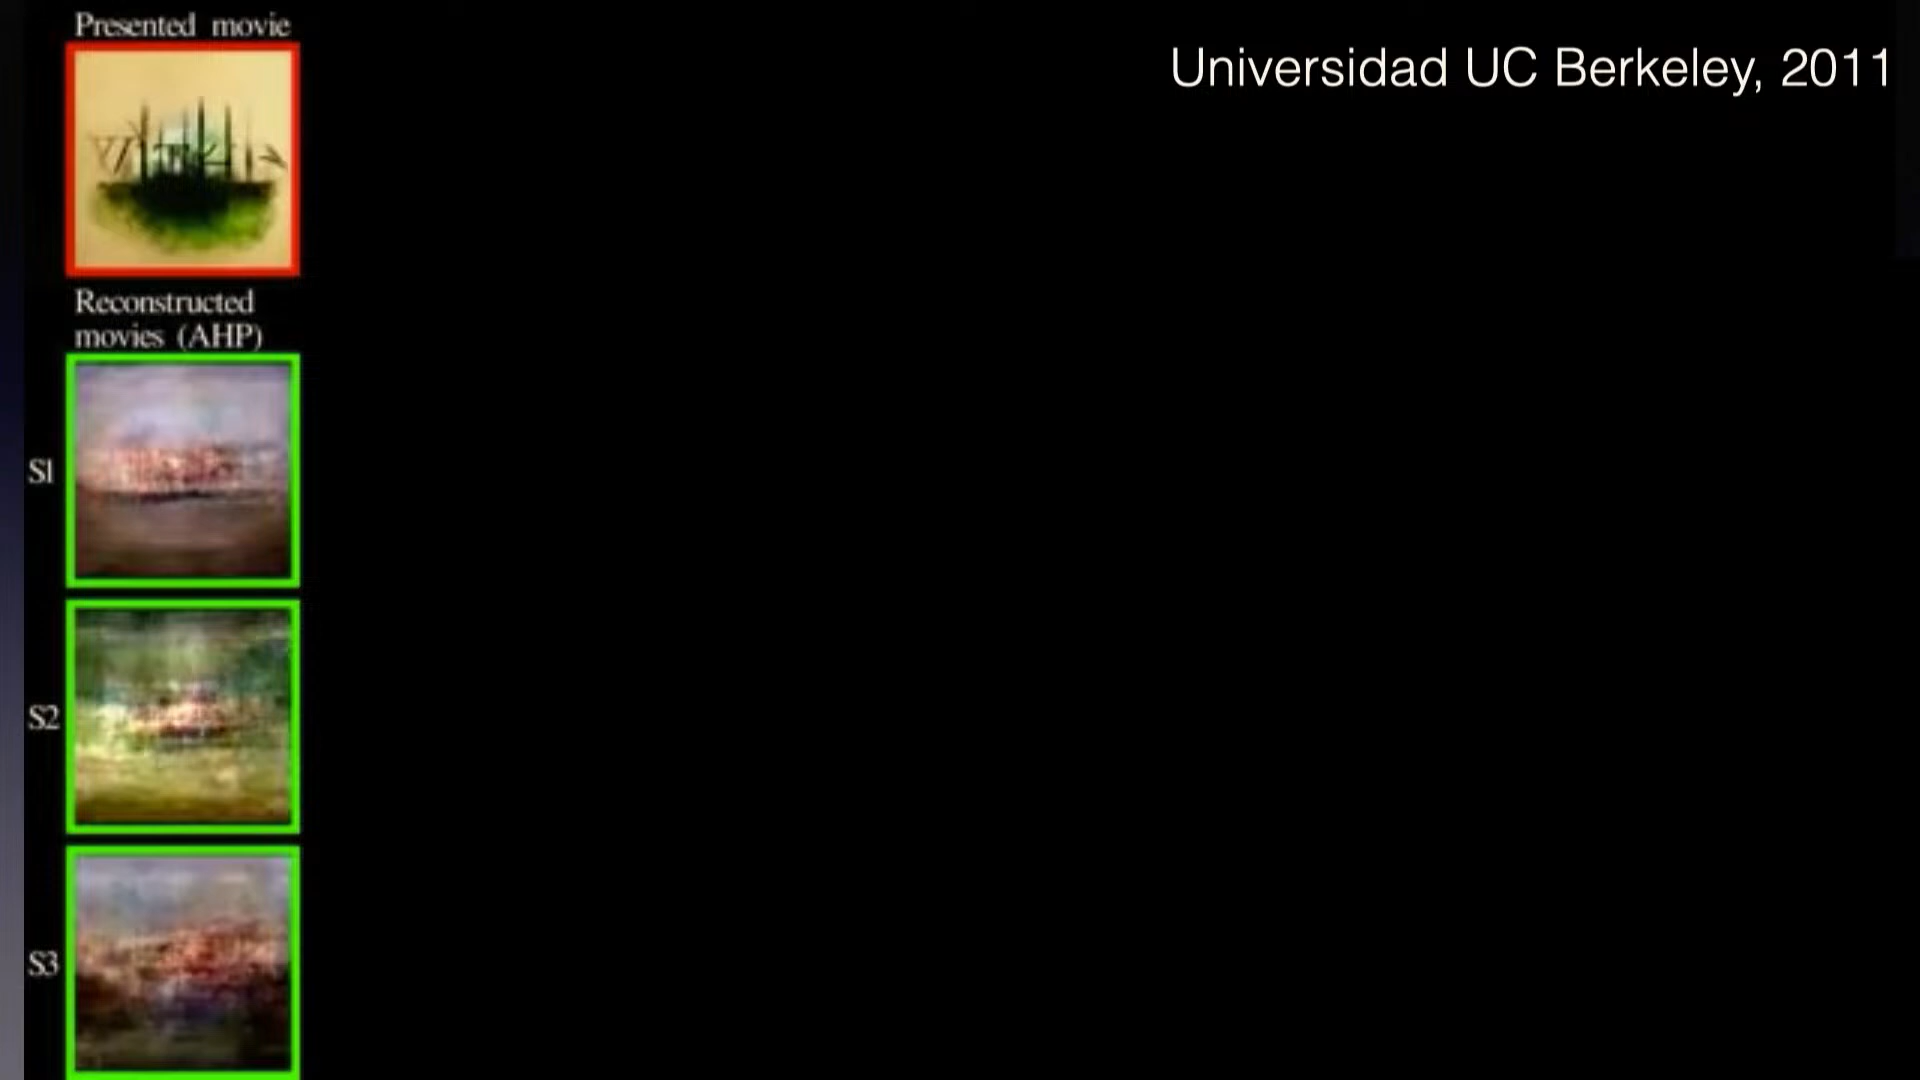 Presented movie
Universidad UC Berkeley, 2011
Reconstructed
movies (AHP)
S1
S2
S3